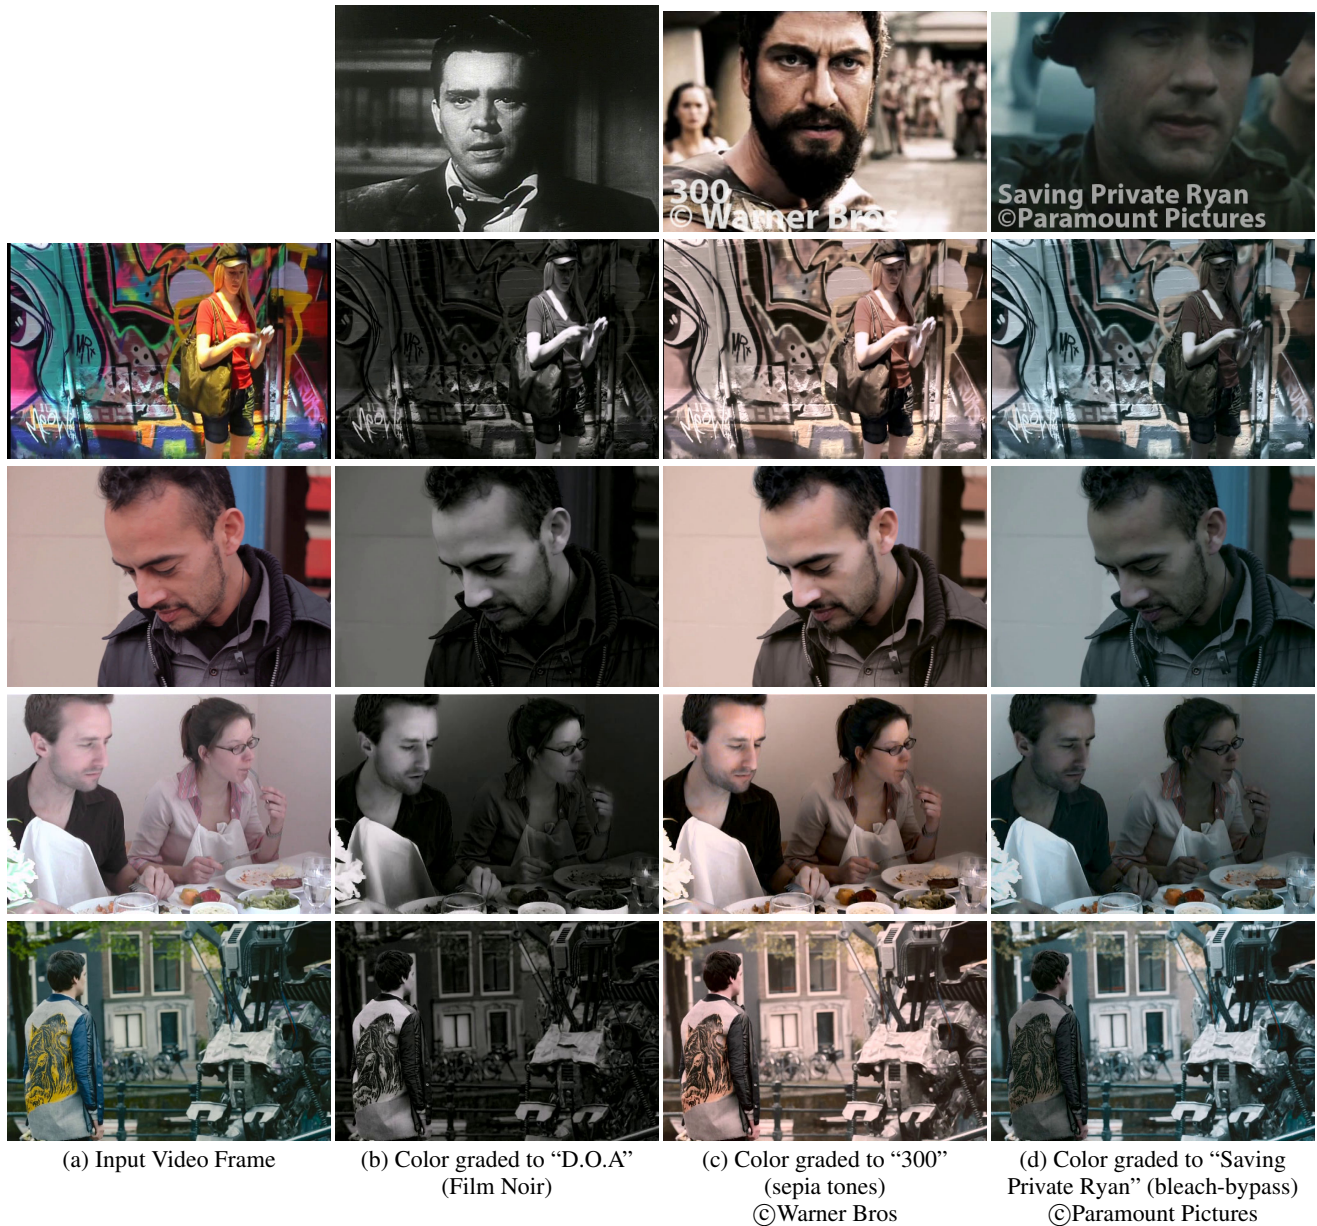 300
© Warner Bros
Saving Private Ryan
©Paramount Pictures
(a) Input Video Frame
(b) Color graded to “D.O.A”
(Film Noir)
(c) Color graded to “300”
(sepia tones)
©Warner Bros
(d) Color graded to “Saving
Private Ryan” (bleach-bypass)
©Paramount Pictures